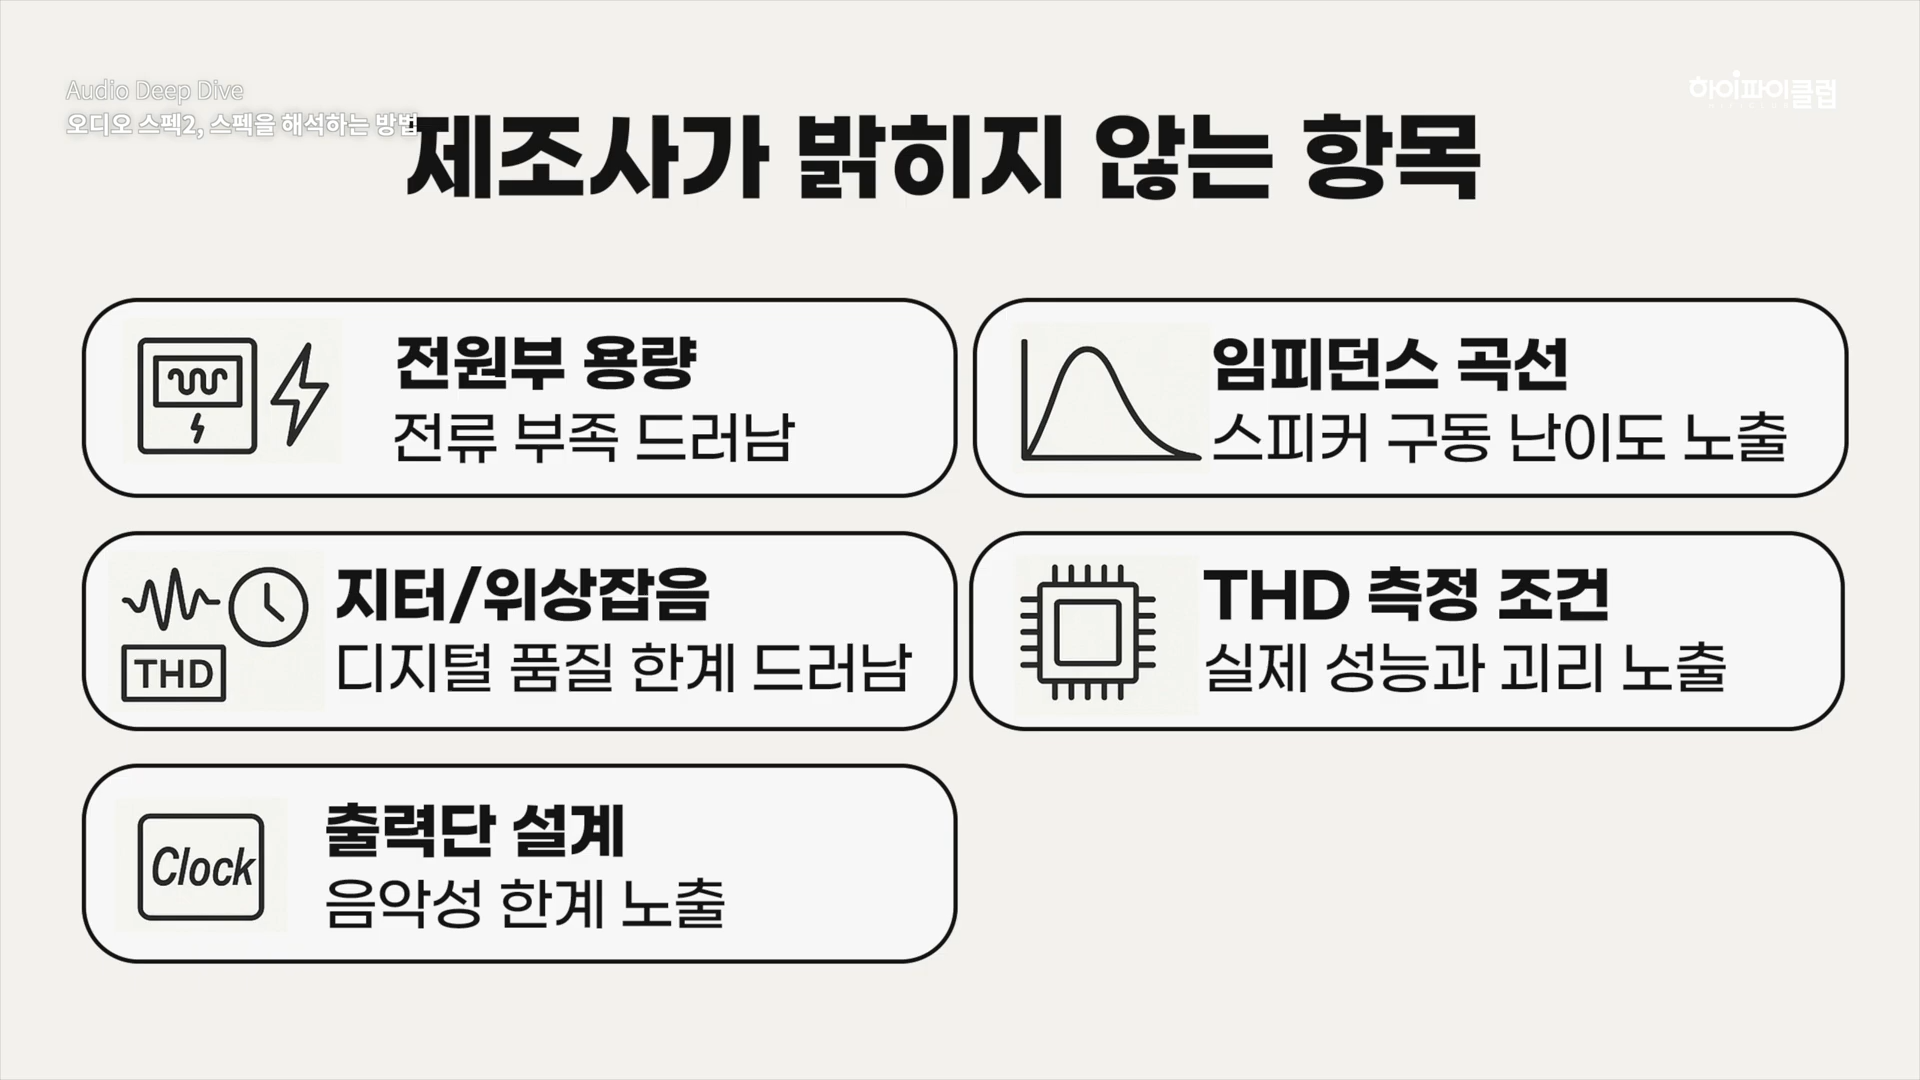 Audio Deep Dive
오디오 스펙2, 스펙을 해석하는 방법
하이파이클럽
제조사가 밝히지 않는 항목
전원부 용량
전류 부족 드러남
임피던스 곡선
스피커 구동 난이도 노출
THD
지터/위상잡음
디지털 품질 한계 드러남
THD 측정 조건
실제 성능과 괴리 노출
Clock
출력단 설계
음악성 한계 노출